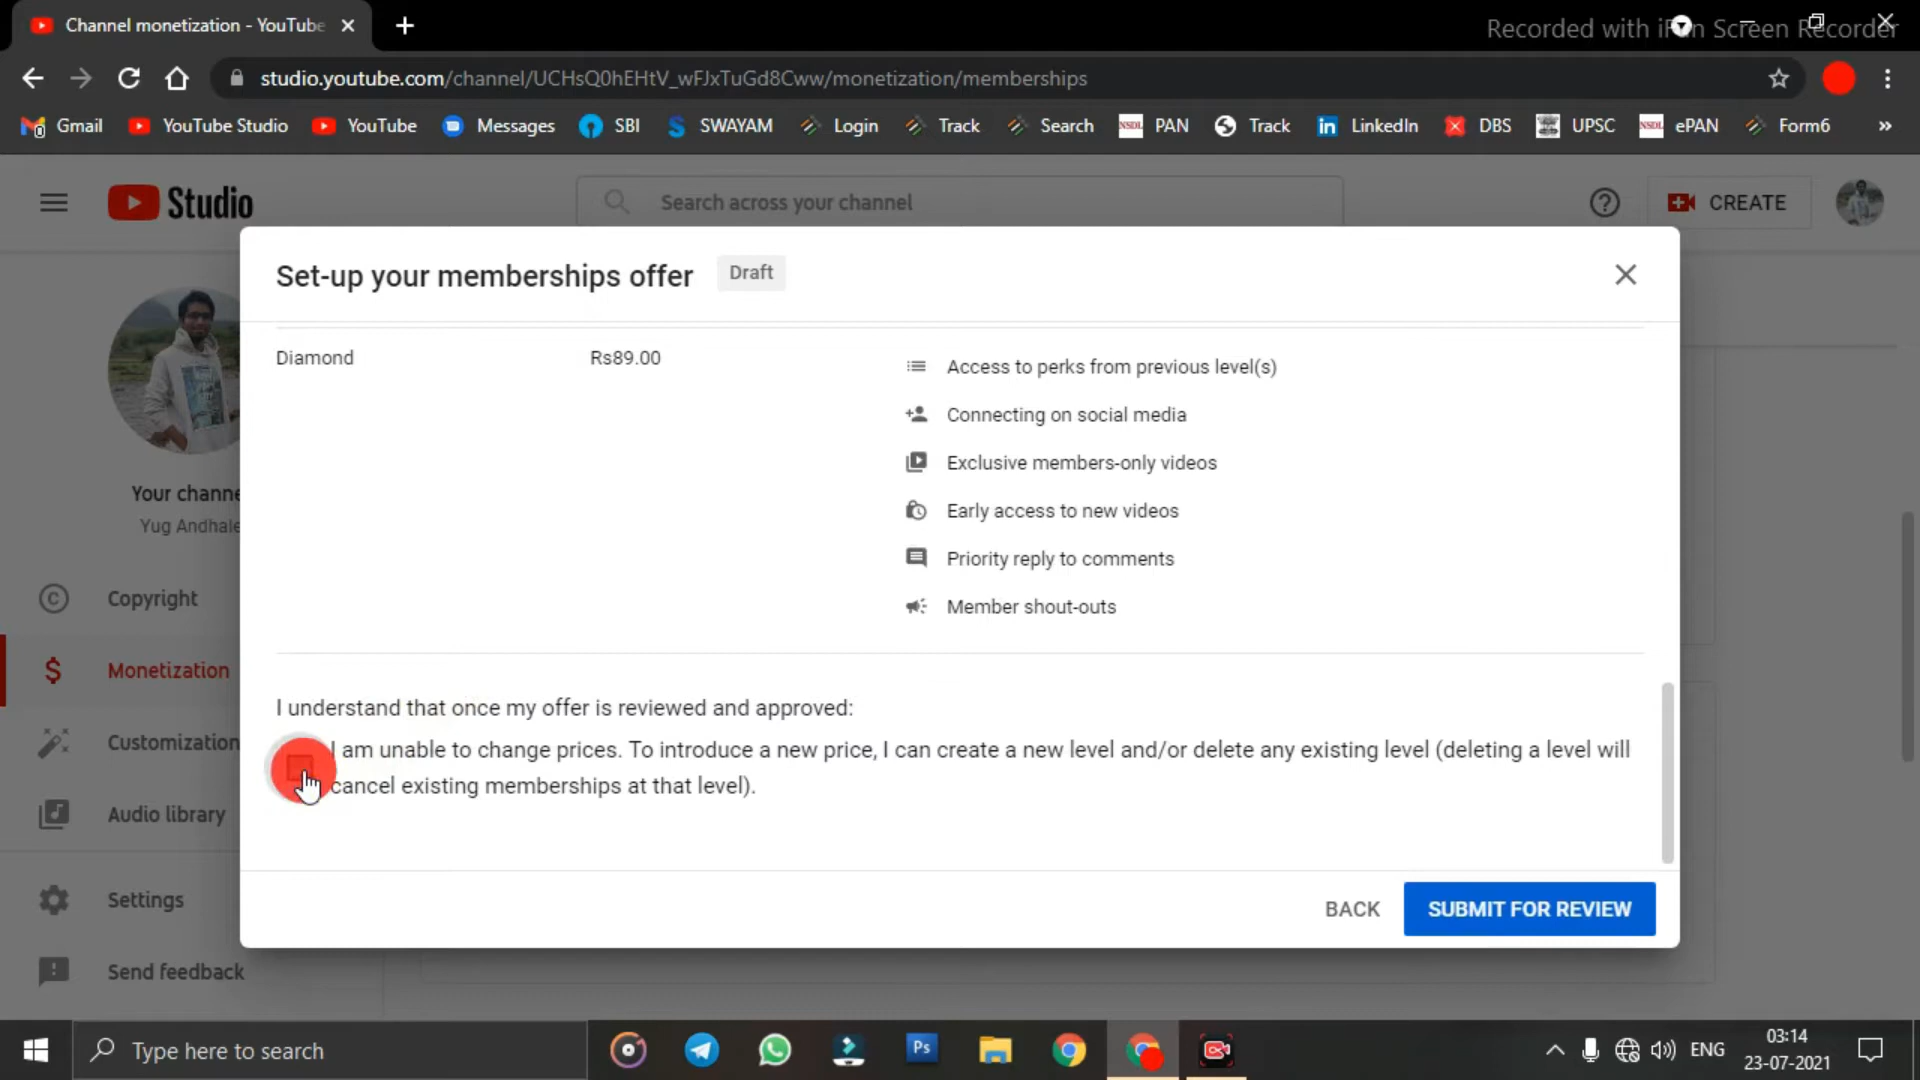 Channel monetization - YouTube
Recorded with iFun Screen Recorder
studio.youtube.com/channel/UCHsQ0hEHtV_wFJxTuGd8Cww/monetization/memberships
Gmail YouTube Studio YouTube Messages SBI SWAYAM Login Track Search PAN Track LinkedIn DBS UPSC ePAN Form6 »
Studio
Search across your channel
CREATE
Set-up your memberships offer
Draft
Diamond
Rs89.00
Access to perks from previous level(s)
Connecting on social media
Exclusive members-only videos
Early access to new videos
Priority reply to comments
Member shout-outs
Your channe
Yug Andhale
Copyright
Monetization
Customization
Audio library
Settings
Send feedback
I understand that once my offer is reviewed and approved:
I am unable to change prices. To introduce a new price, I can create a new level and/or delete any existing level (deleting a level will
cancel existing memberships at that level).
BACK
SUBMIT FOR REVIEW
Type here to search
Ps
ENG
03:14
23-07-2021